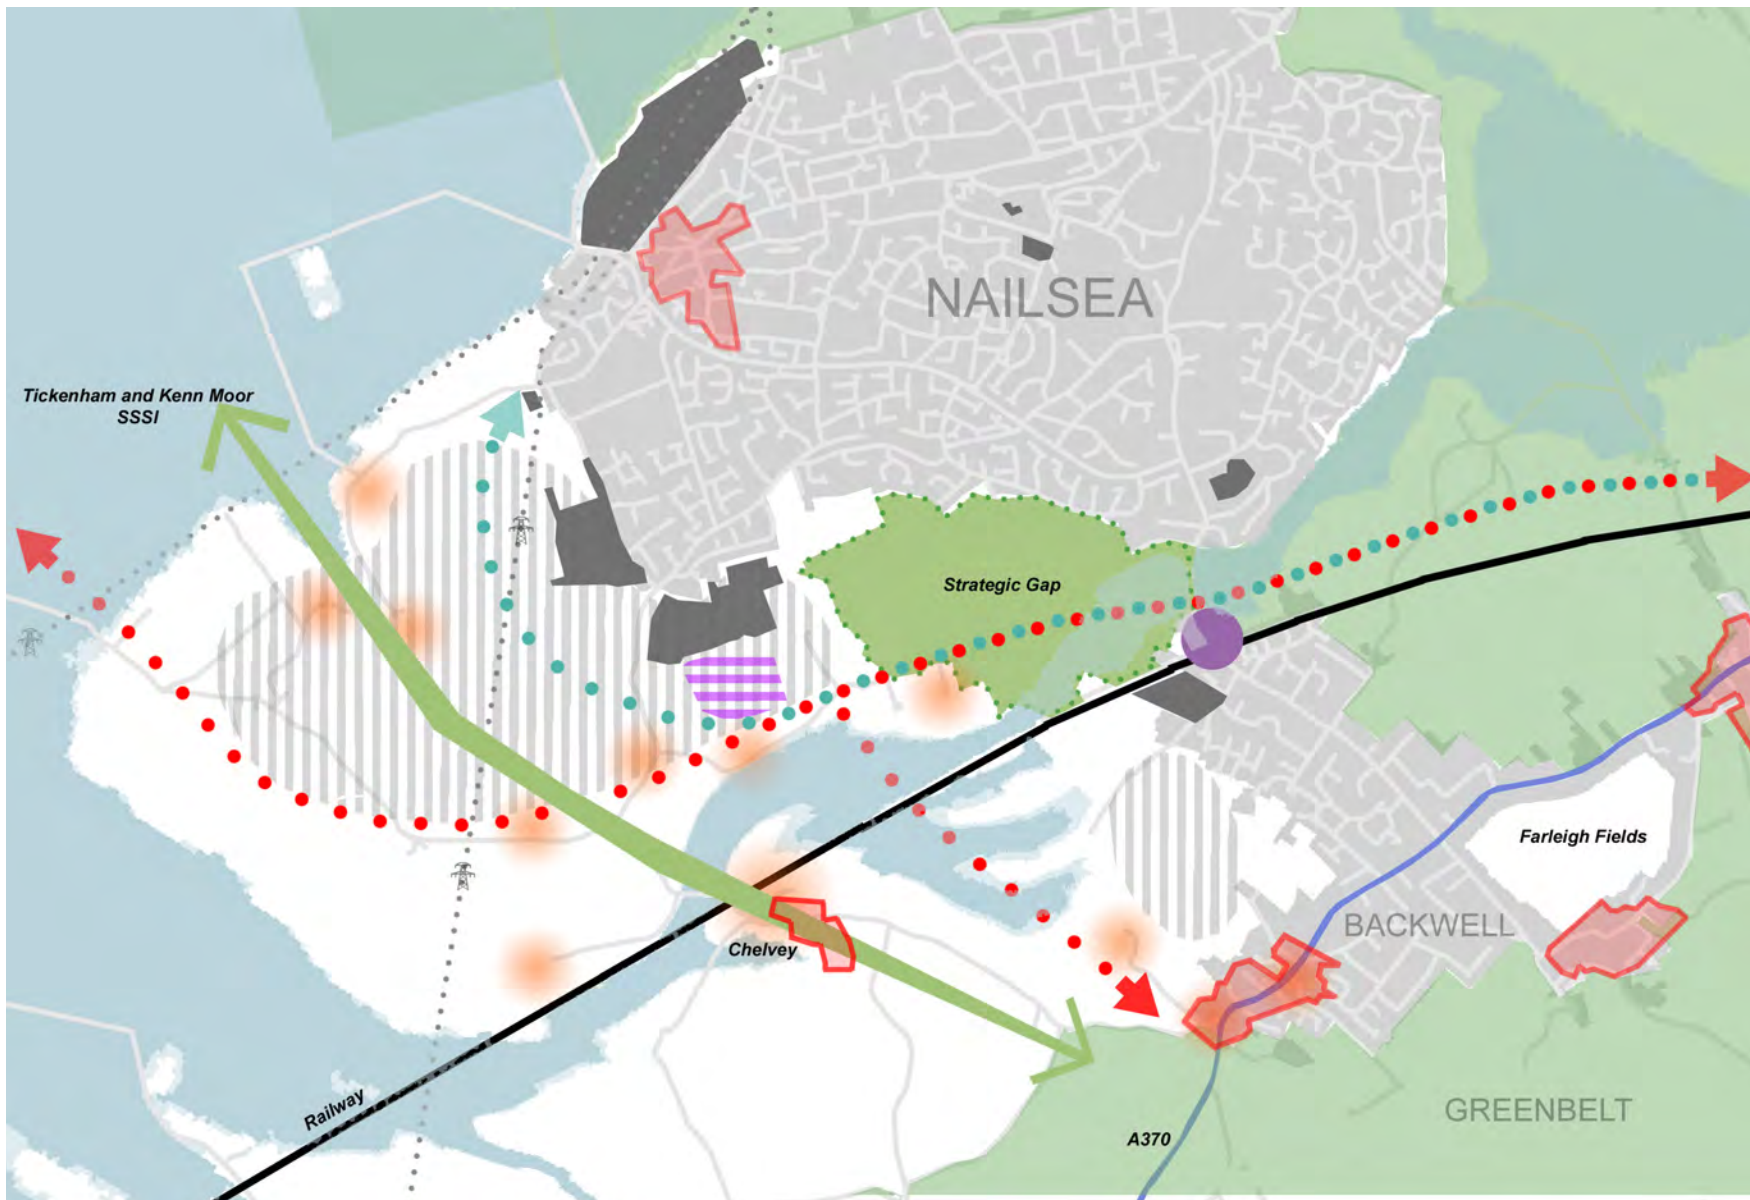 NAILSEA
Tickenham and Kenn Moor
SSSI
Strategic Gap
Farleigh Fields
BACKWELL
Chelvey
Railway
GREENBELT
A370